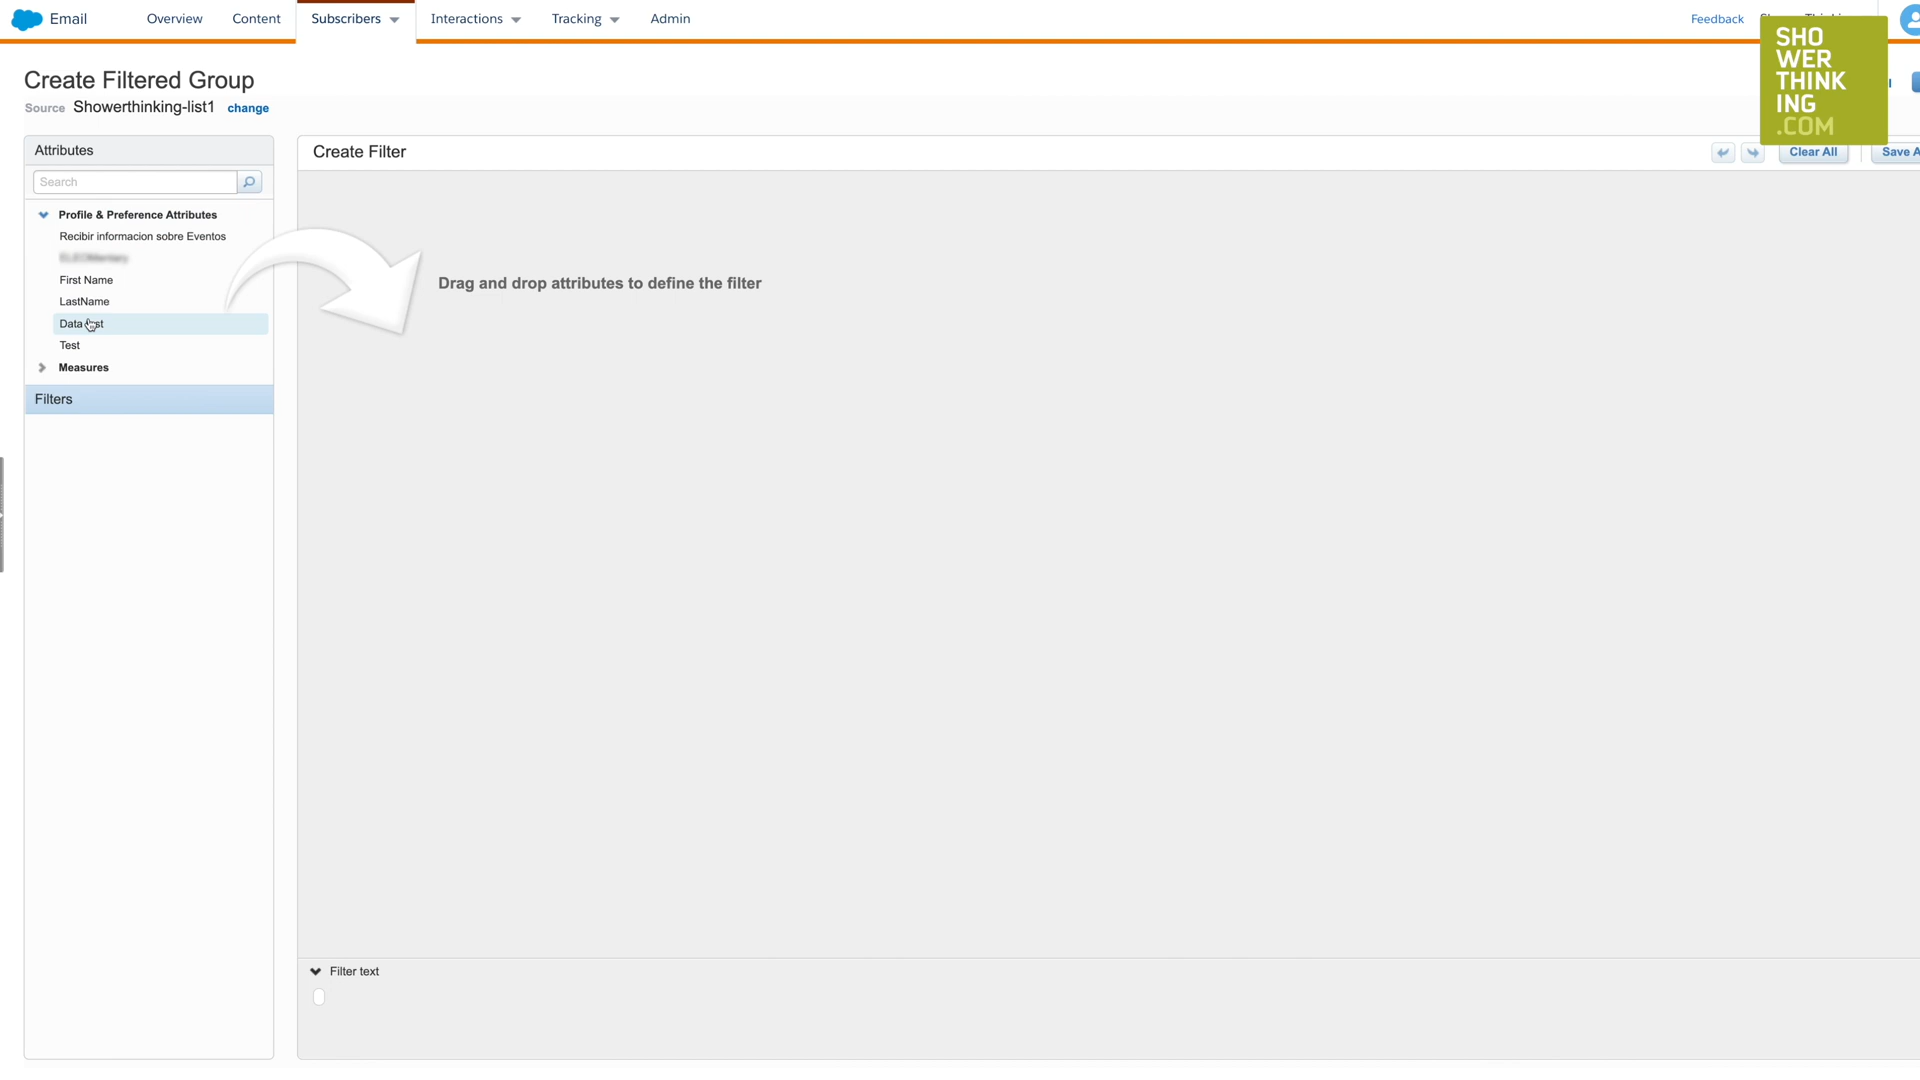 Email
Overview
Content
Subscribers
Interactions
Tracking
Admin
Feedback
SHO
WER
THINK
ING
.COM
Create Filtered Group
Source Showerthinking-list1 change
Attributes
Search
Profile & Preference Attributes
Recibir informacion sobre Eventos
First Name
LastName
Data
Test
Measures
Filters
Create Filter
Clear All
Save A
Drag and drop attributes to define the filter
Filter text